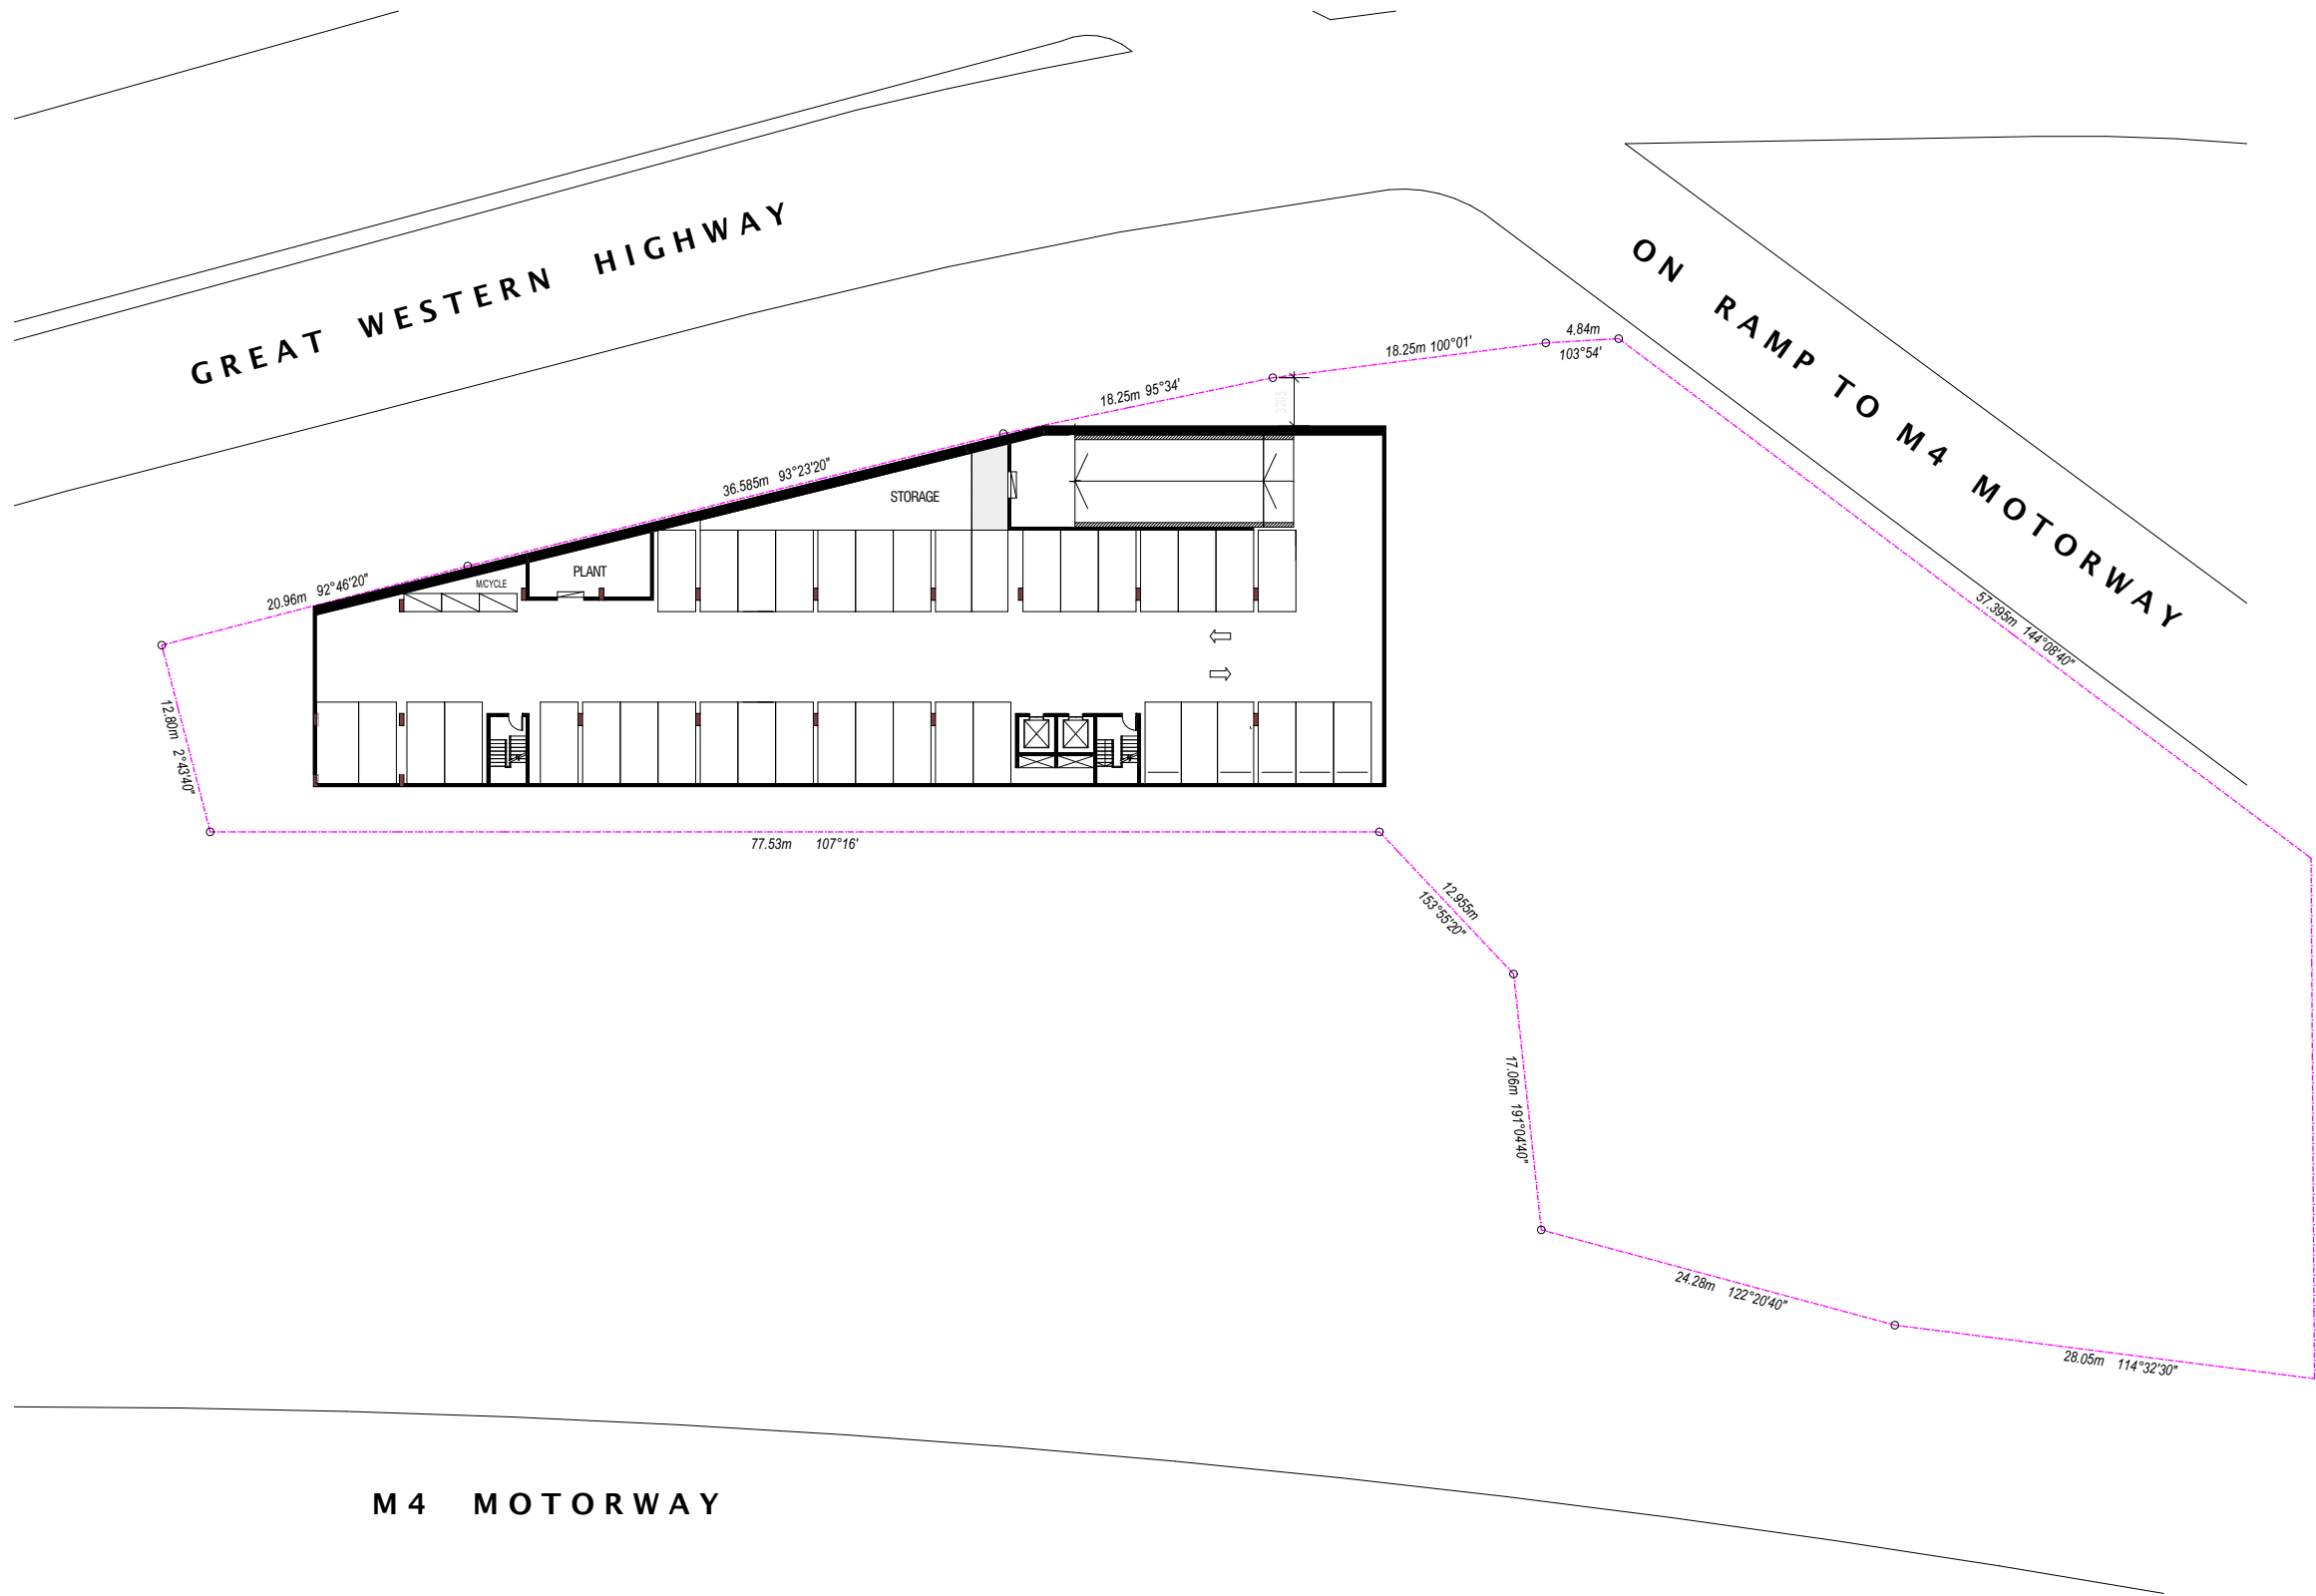 GREAT WESTERN HIGHWAY
ON RAMP TO M4 MOTORWAY
4.84m
103°54'
18.25m 100°01'
18.25m 95°34'
3205
36.585m 93°23'20"
STORAGE
20.96m 92°46'20"
M/CYCLE
PLANT
57.395m 144°08'40"
12.80m 2°43'40"
77.53m 107°16'
12.955m
153°55'20"
17.06m 191°04'40"
24.28m 122°20'40"
28.05m 114°32'30"
M4 MOTORWAY